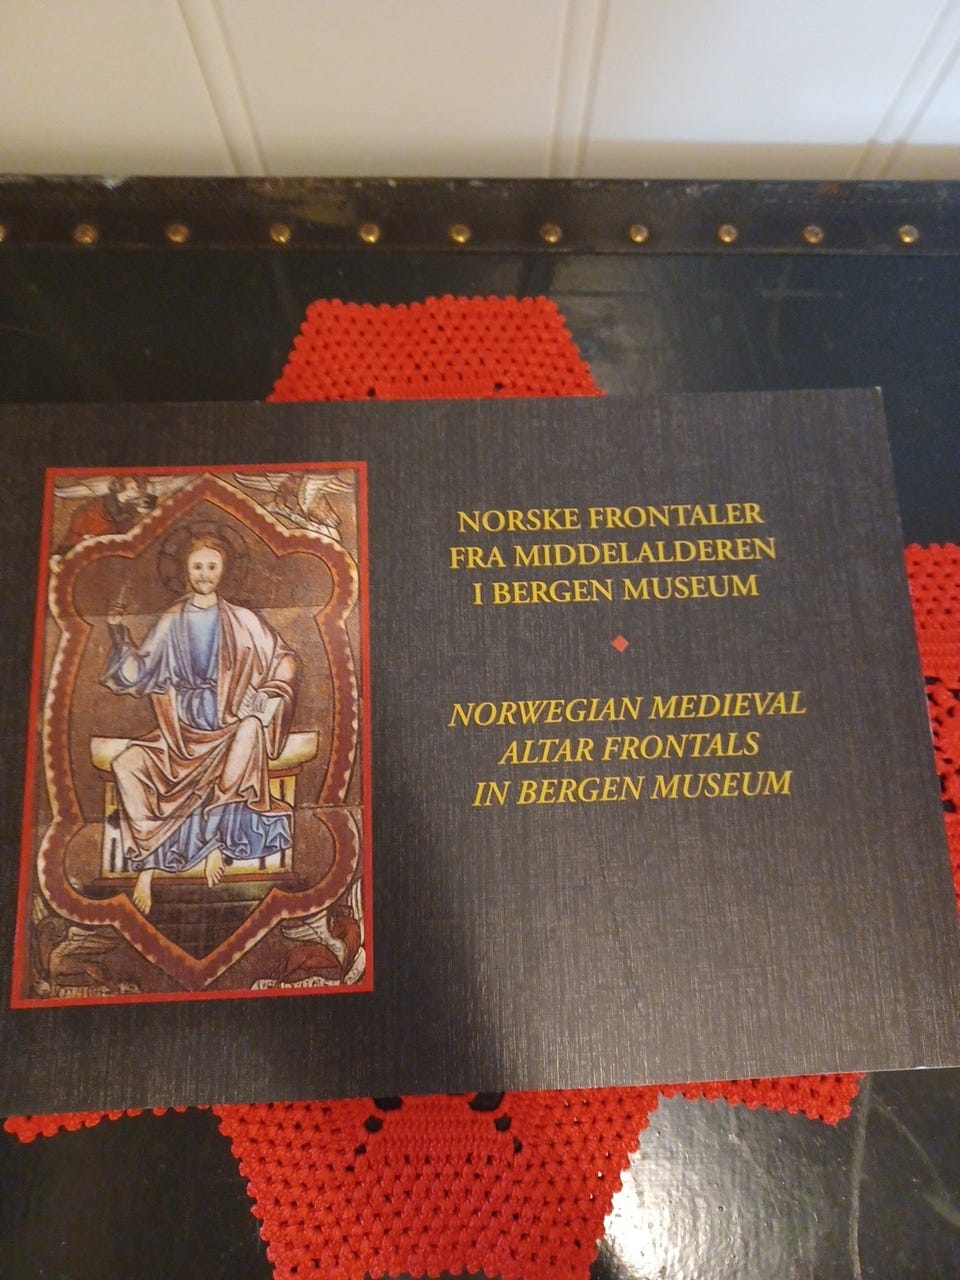 NORSKE FRONTALER
FRA MIDDELALDEREN
I BERGEN MUSEUM
NORWEGIAN MEDIEVAL
ALTAR FRONTALS
IN BERGEN MUSEUM